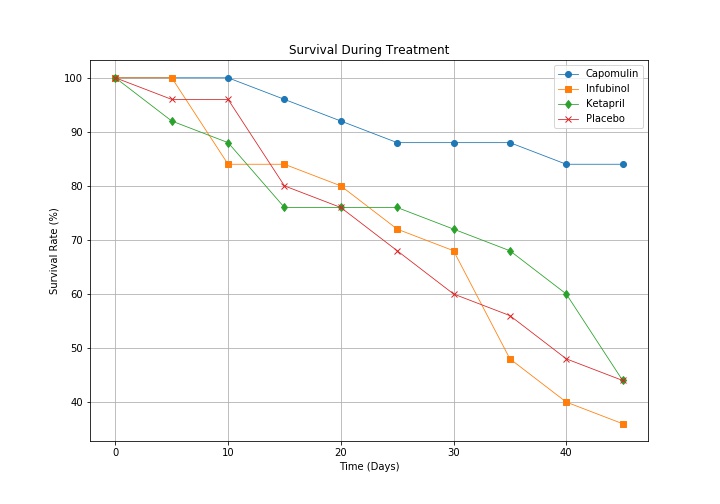 Survival During Treatment
Capomulin
Infubinol
Ketapril
Placebo
100
90
80
70
60
50
40
Survival Rate (%)
0 10 20 30 40
Time (Days)